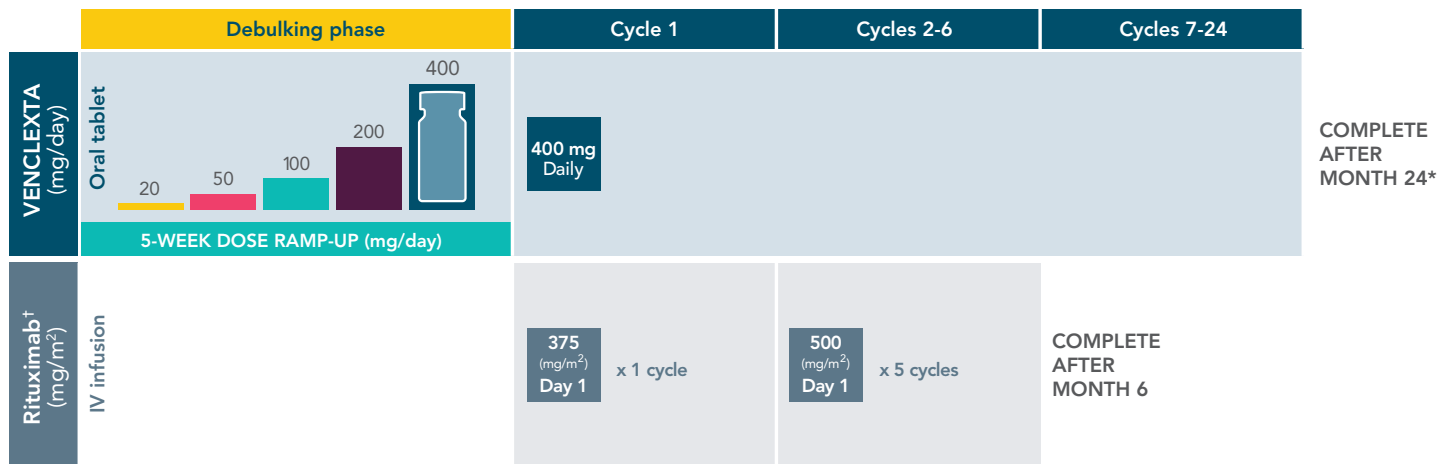 Debulking phase
Cycle 1
Cycles 2-6
Cycles 7-24
VENCLEXTA
(mg/day)
Oral tablet
20
50
100
200
400
5-WEEK DOSE RAMP-UP (mg/day)
400 mg
Daily
COMPLETE
AFTER
MONTH 24*
Rituximab†
(mg/m²)
IV infusion
375
(mg/m²)
Day 1
x 1 cycle
500
(mg/m²)
Day 1
x 5 cycles
COMPLETE
AFTER
MONTH 6